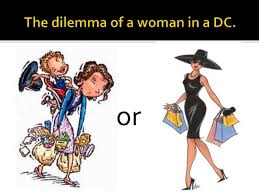 The dilemma of a woman in a DC.
or